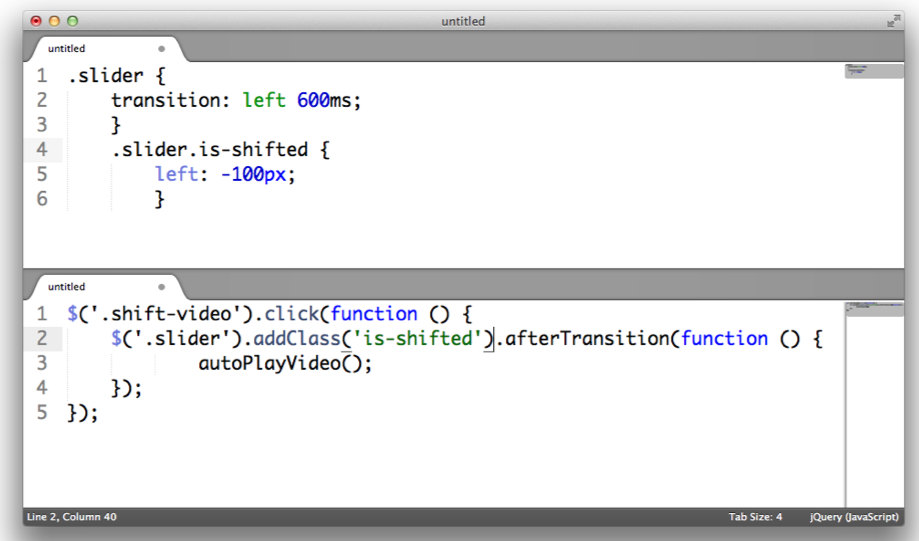 untitled
untitled
1 .slider {
2     transition: left 600ms;
3     }
4     .slider.is-shifted {
5         left: -100px;
6         }
untitled
1 $('.shift-video').click(function () {
2     $('.slider').addClass('is-shifted').afterTransition(function () {
3             autoPlayVideo();
4     });
5 });
Line 2, Column 40 Tab Size: 4 jQuery (JavaScript)